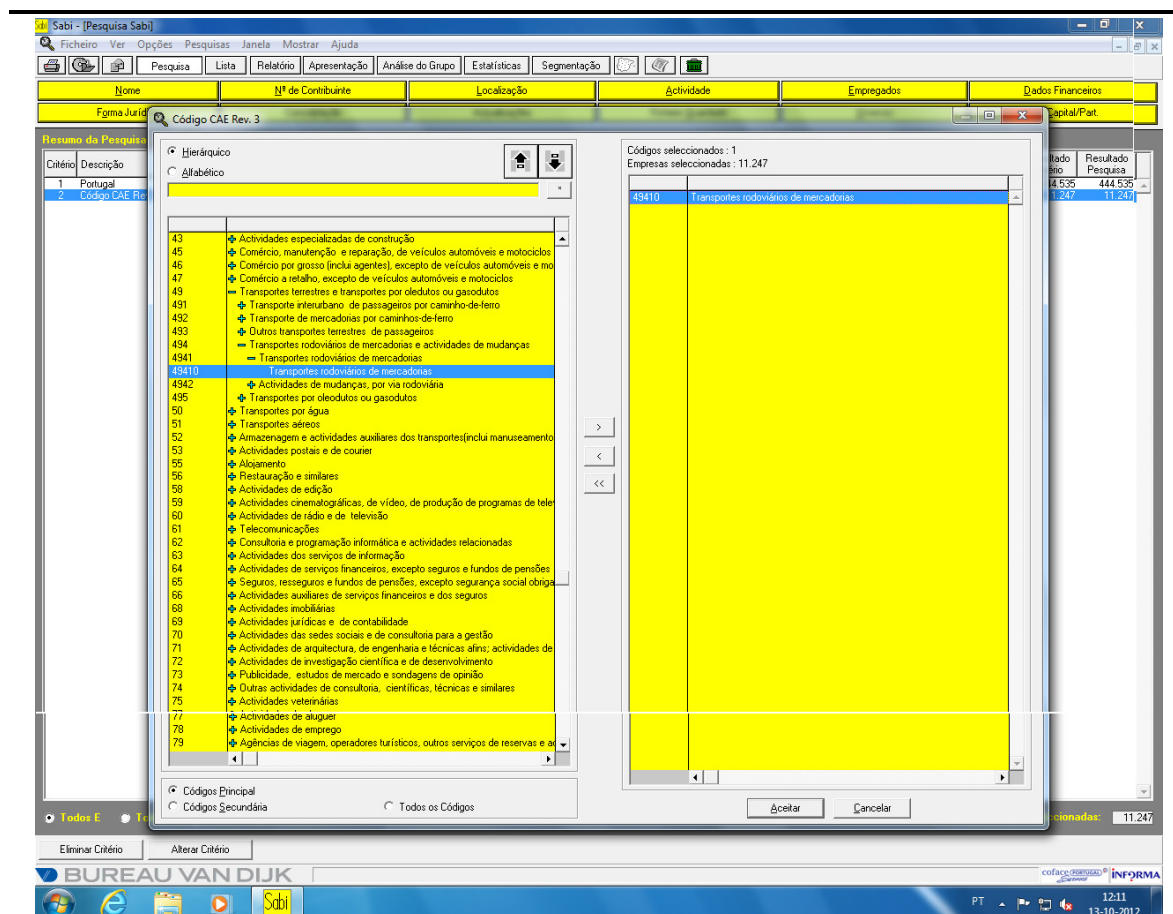 Sabi - [Pesquisa Sabi]
Ficheiro Ver Opções Pesquisas Janela Mostrar Ajuda
Pesquisa Lista Relatório Apresentação Análise do Grupo Estatísticas Segmentação
Nome Nº de Contribuinte Localização Actividade Empregados Dados Financeiros
Forma Juríd Capital/Part.
Código CAE Rev. 3
Resumo da Pesquisa
Critério Descrição
1 Portugal 444.535
2 Código CAE Re 11.247 11.247
Resultado Pesquisa
Hierárquico
Alfabético
Códigos seleccionados : 1
Empresas seleccionadas : 11.247
49410 Transportes rodoviários de mercadorias
43 Actividades especializadas de construção
45 Comércio, manutenção e reparação, de veículos automóveis e motociclos
46 Comércio por grosso (inclui agentes), excepto de veículos automóveis e mo
47 Comércio a retalho, excepto de veículos automóveis e motociclos
49 Transportes terrestres e transportes por oledutos ou gasodutos
491 Transporte interurbano de passageiros por caminho-de-ferro
492 Transporte de mercadorias por caminhos-de-ferro
493 Outros transportes terrestres de passageiros
494 Transportes rodoviários de mercadorias e actividades de mudanças
4941 Transportes rodoviários de mercadorias
49410 Transportes rodoviários de mercadorias
4942 Actividades de mudanças, por via rodoviária
495 Transportes por oleodutos ou gasodutos
50 Transportes por água
51 Transportes aéreos
52 Armazenagem e actividades auxiliares dos transportes(inclui manuseamento
53 Actividades postais e de courier
55 Alojamento
56 Restauração e similares
58 Actividades de edição
59 Actividades cinematográficas, de vídeo, de produção de programas de tele
60 Actividades de rádio e de televisão
61 Telecomunicações
62 Consultoria e programação informática e actividades relacionadas
63 Actividades dos serviços de informação
64 Actividades de serviços financeiros, excepto seguros e fundos de pensões
65 Seguros, resseguros e fundos de pensões, excepto segurança social obriga
66 Actividades auxiliares de serviços financeiros e dos seguros
68 Actividades imobiliárias
69 Actividades jurídicas e de contabilidade
70 Actividades das sedes sociais e de consultoria para a gestão
71 Actividades de arquitectura, de engenharia e técnicas afins; actividades de
72 Actividades de investigação científica e de desenvolvimento
73 Publicidade, estudos de mercado e sondagens de opinião
74 Outras actividades de consultoria, científicas, técnicas e similares
75 Actividades veterinárias
77 Actividades de aluguer
78 Actividades de emprego
79 Agências de viagem, operadores turísticos, outros serviços de reservas e ac
> 
<
<<
Códigos Principal
Códigos Secundária Todos os Códigos
Aceitar Cancelar
Todos E To
11.247
Eliminar Critério Alterar Critério
BUREAU VAN DIJK
coface PORTUGAL Serviços INFORMA
Sabi
PT 12:11
13-10-2012